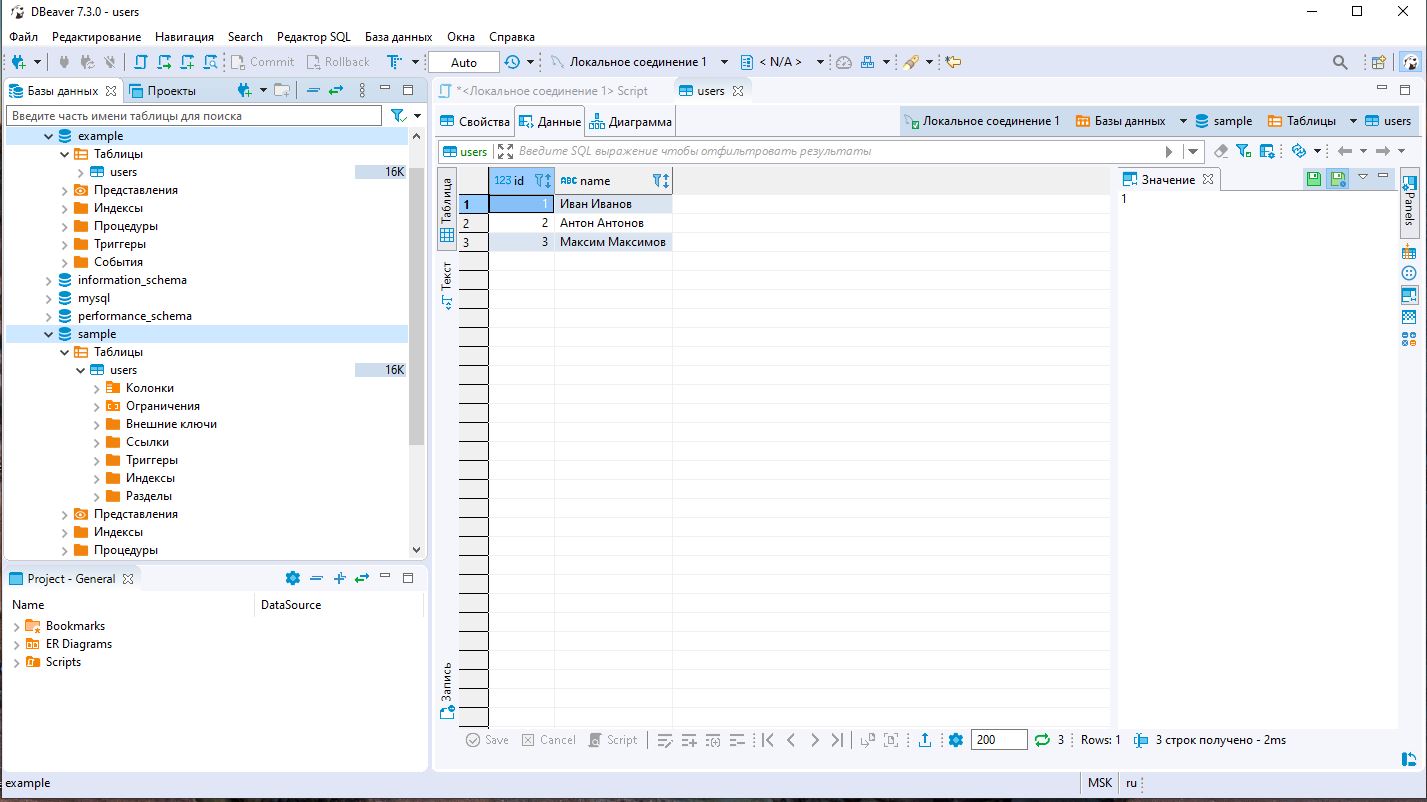 DBeaver 7.3.0 - users
Файл Редактирование Навигация Search Редактор SQL База данных Окна Справка
Commit Rollback Auto Локальное соединение 1 < N/A >
Базы данных Проекты
Введите часть имени таблицы для поиска
example
Таблицы
users 16K
Представления
Индексы
Процедуры
Триггеры
События
information_schema
mysql
performance_schema
sample
Таблицы
users 16K
Колонки
Ограничения
Внешние ключи
Ссылки
Триггеры
Индексы
Разделы
Представления
Индексы
Процедуры
Project - General
Name DataSource
Bookmarks
ER Diagrams
Scripts
*<Локальное соединение 1> Script users
Свойства Данные Диаграмма Локальное соединение 1 Базы данных sample Таблицы users
users Введите SQL выражение чтобы отфильтровать результаты
Таблица
Текст
Запись
123 id ABC name
1 1 Иван Иванов
2 2 Антон Антонов
3 3 Максим Максимов
Значение
1
Panels
Save Cancel Script 200 3 Rows: 1 3 строк получено - 2ms
example MSK ru